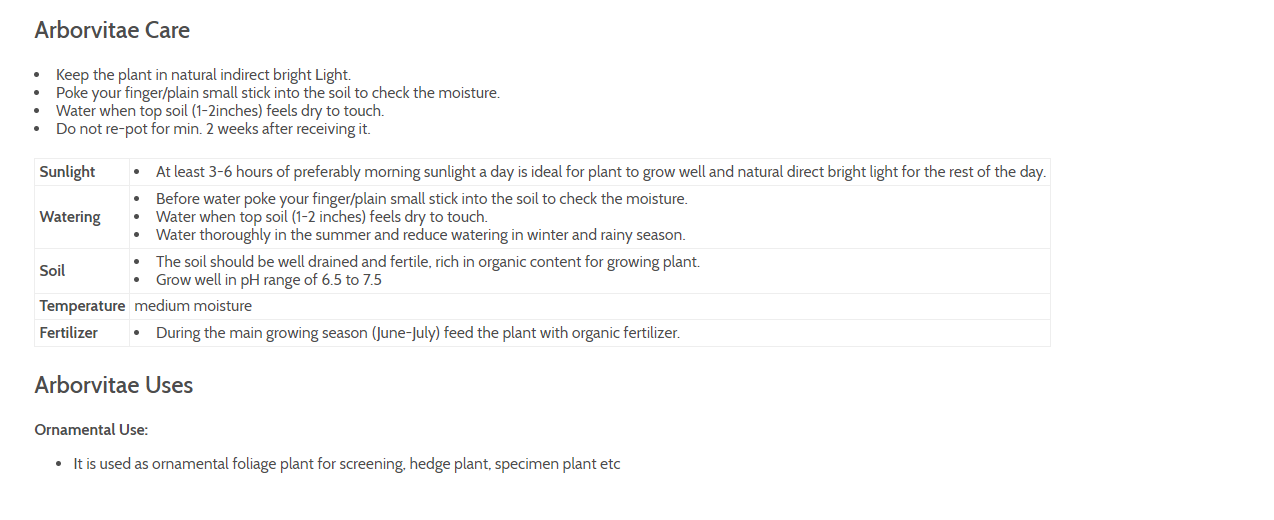 Arborvitae Care
• Keep the plant in natural indirect bright Light.
• Poke your finger/plain small stick into the soil to check the moisture.
• Water when top soil (1-2inches) feels dry to touch.
• Do not re-pot for min. 2 weeks after receiving it.
Sunlight • At least 3-6 hours of preferably morning sunlight a day is ideal for plant to grow well and natural direct bright light for the rest of the day.
• Before water poke your finger/plain small stick into the soil to check the moisture.
Watering • Water when top soil (1-2 inches) feels dry to touch.
• Water thoroughly in the summer and reduce watering in winter and rainy season.
Soil • The soil should be well drained and fertile, rich in organic content for growing plant.
• Grow well in pH range of 6.5 to 7.5
Temperature medium moisture
Fertilizer • During the main growing season (June-July) feed the plant with organic fertilizer.
Arborvitae Uses
Ornamental Use:
• It is used as ornamental foliage plant for screening, hedge plant, specimen plant etc